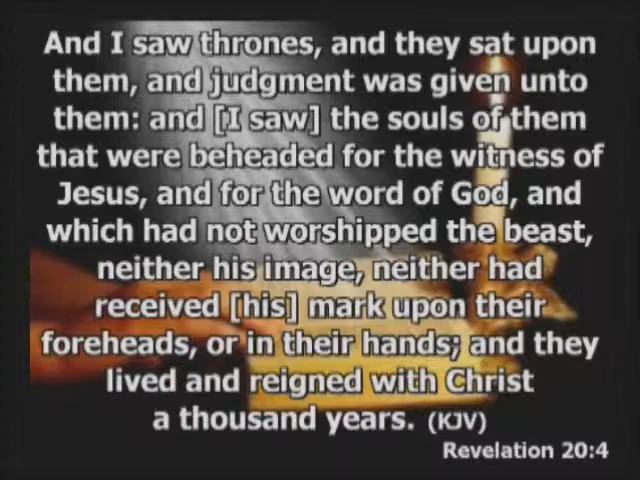 And I saw thrones, and they sat upon
them, and judgment was given unto
them: and [I saw] the souls of them
that were beheaded for the witness of
Jesus, and for the word of God, and
which had not worshipped the beast,
neither his image, neither had
received [his] mark upon their
foreheads, or in their hands; and they
lived and reigned with Christ
a thousand years. (KJV)
Revelation 20:4